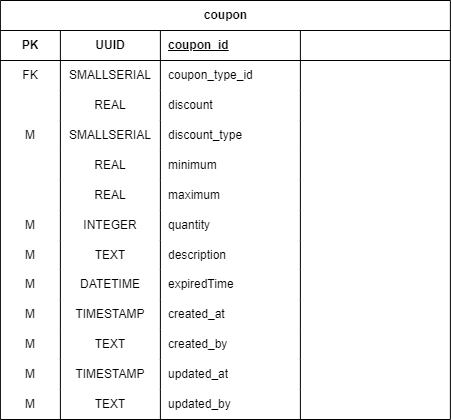 coupon
PK UUID coupon_id
FK SMALLSERIAL coupon_type_id
REAL discount
M SMALLSERIAL discount_type
REAL minimum
REAL maximum
M INTEGER quantity
M TEXT description
M DATETIME expiredTime
M TIMESTAMP created_at
M TEXT created_by
M TIMESTAMP updated_at
M TEXT updated_by